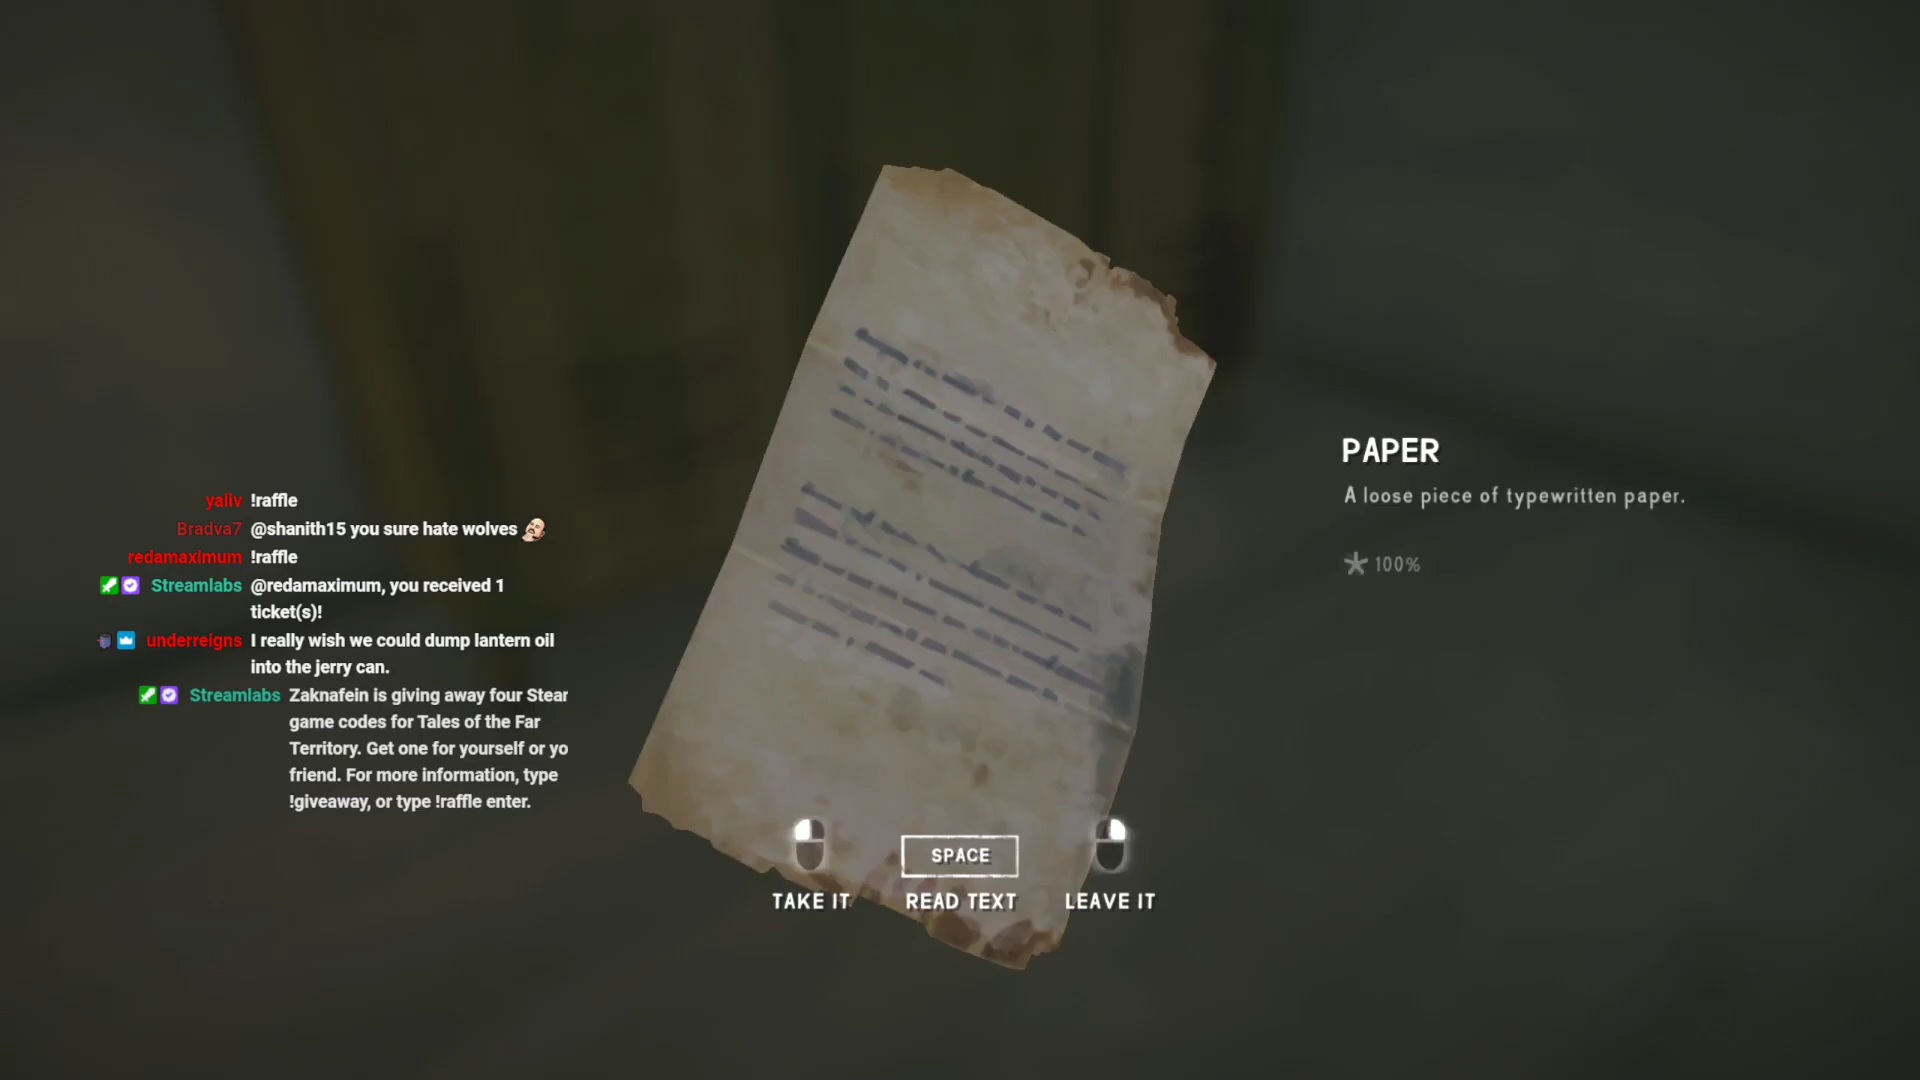 yaliv !raffle
Bradva7 @shanith15 you sure hate wolves
redamaximum !raffle
Streamlabs @redamaximum, you received 1
ticket(s)!
underreigns I really wish we could dump lantern oil
into the jerry can.
Streamlabs Zaknafein is giving away four Stear
game codes for Tales of the Far
Territory. Get one for yourself or yo
friend. For more information, type
!giveaway, or type !raffle enter.
PAPER
A loose piece of typewritten paper.
100%
SPACE
TAKE IT READ TEXT LEAVE IT